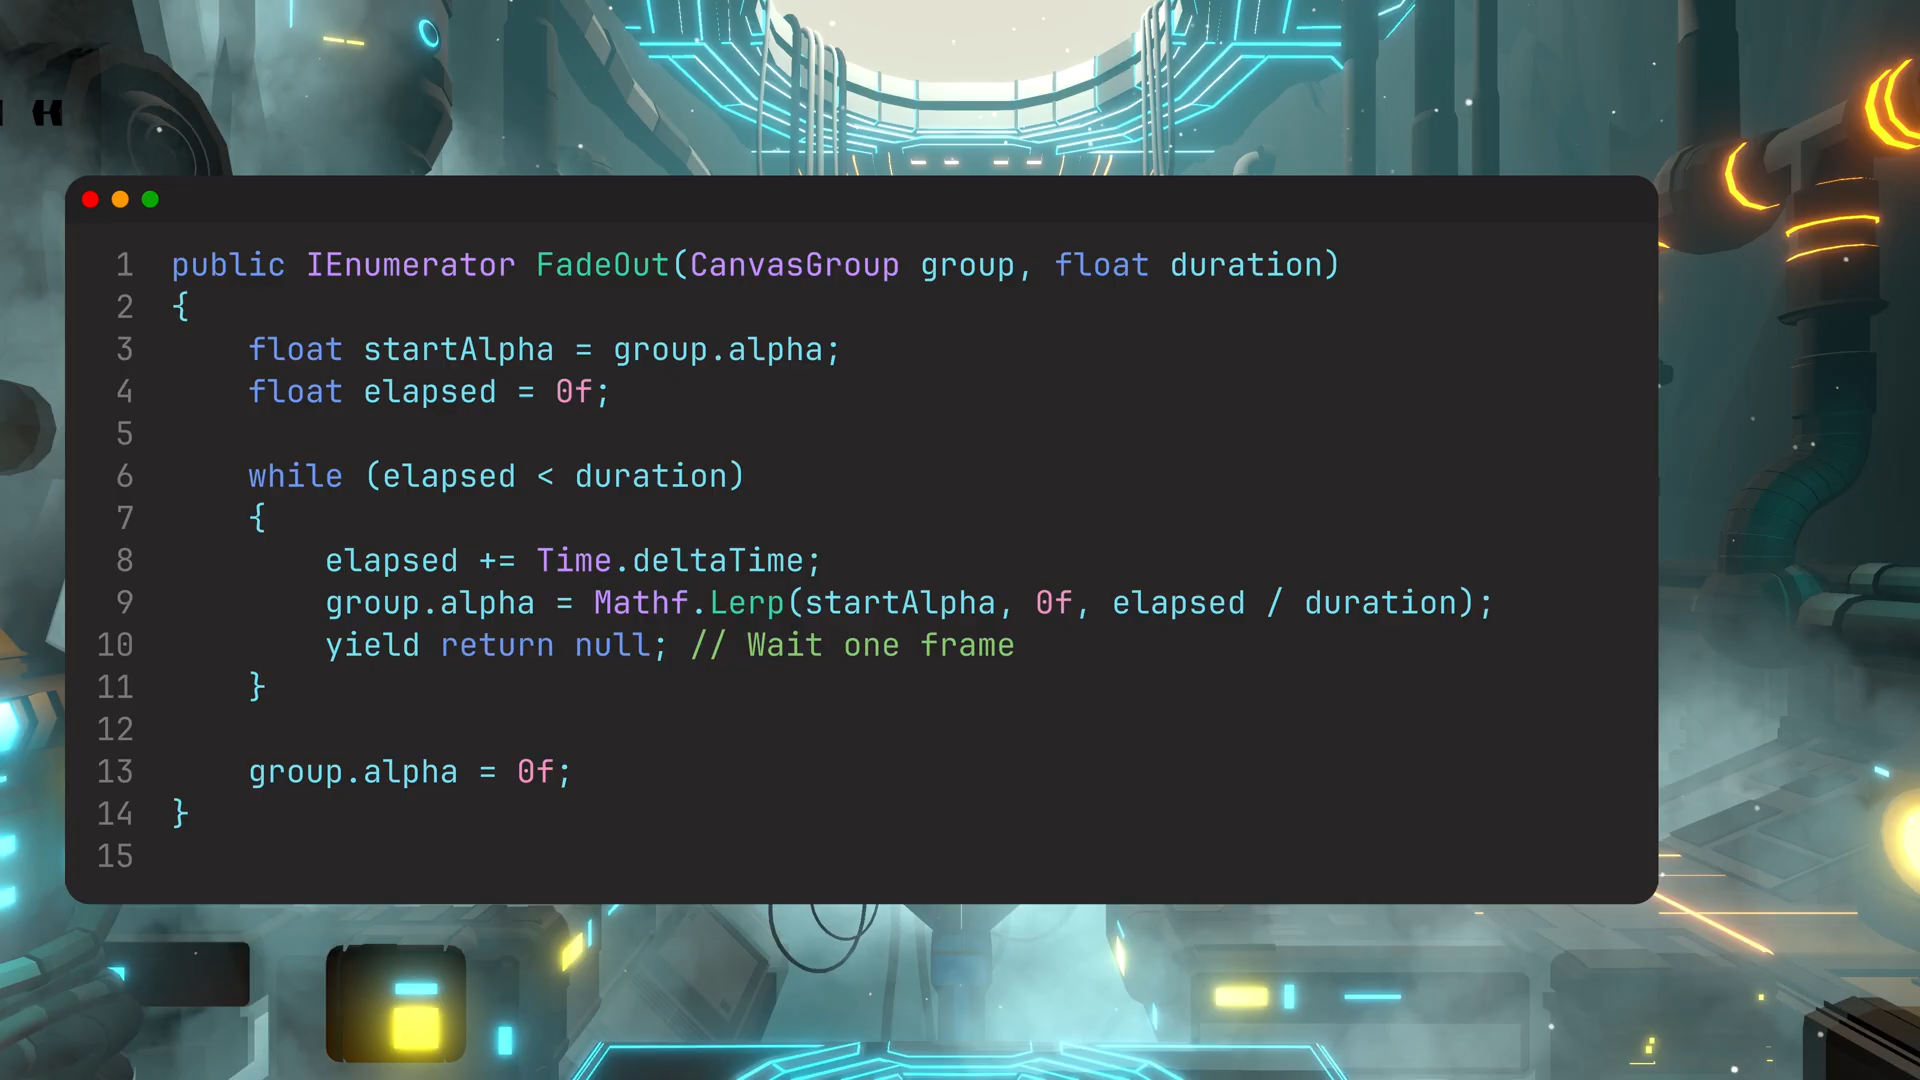 1 public IEnumerator FadeOut(CanvasGroup group, float duration)
2 {
3 float startAlpha = group.alpha;
4 float elapsed = 0f;
5
6 while (elapsed < duration)
7 {
8 elapsed += Time.deltaTime;
9 group.alpha = Mathf.Lerp(startAlpha, 0f, elapsed / duration);
10 yield return null; // Wait one frame
11 }
12
13 group.alpha = 0f;
14 }
15